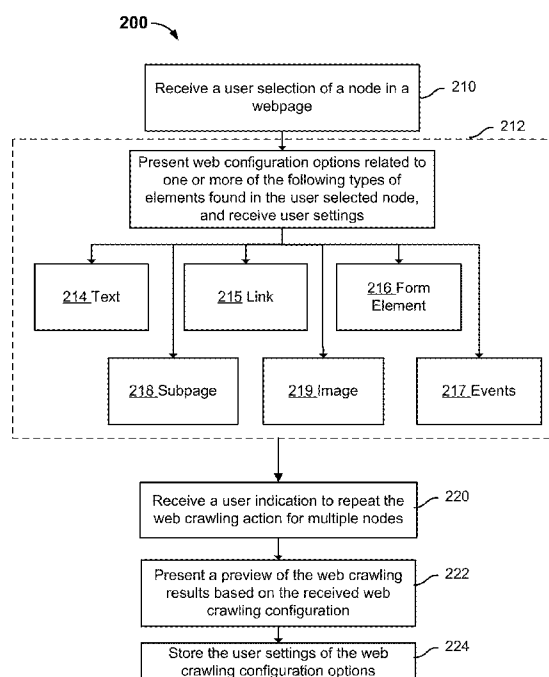 200
Receive a user selection of a node in a
webpage
210
212
Present web configuration options related to
one or more of the following types of
elements found in the user selected node,
and receive user settings
214 Text
215 Link
216 Form
Element
218 Subpage
219 Image
217 Events
Receive a user indication to repeat the
web crawling action for multiple nodes
220
Present a preview of the web crawling
results based on the received web
crawling configuration
222
Store the user settings of the web
crawling configuration options
224